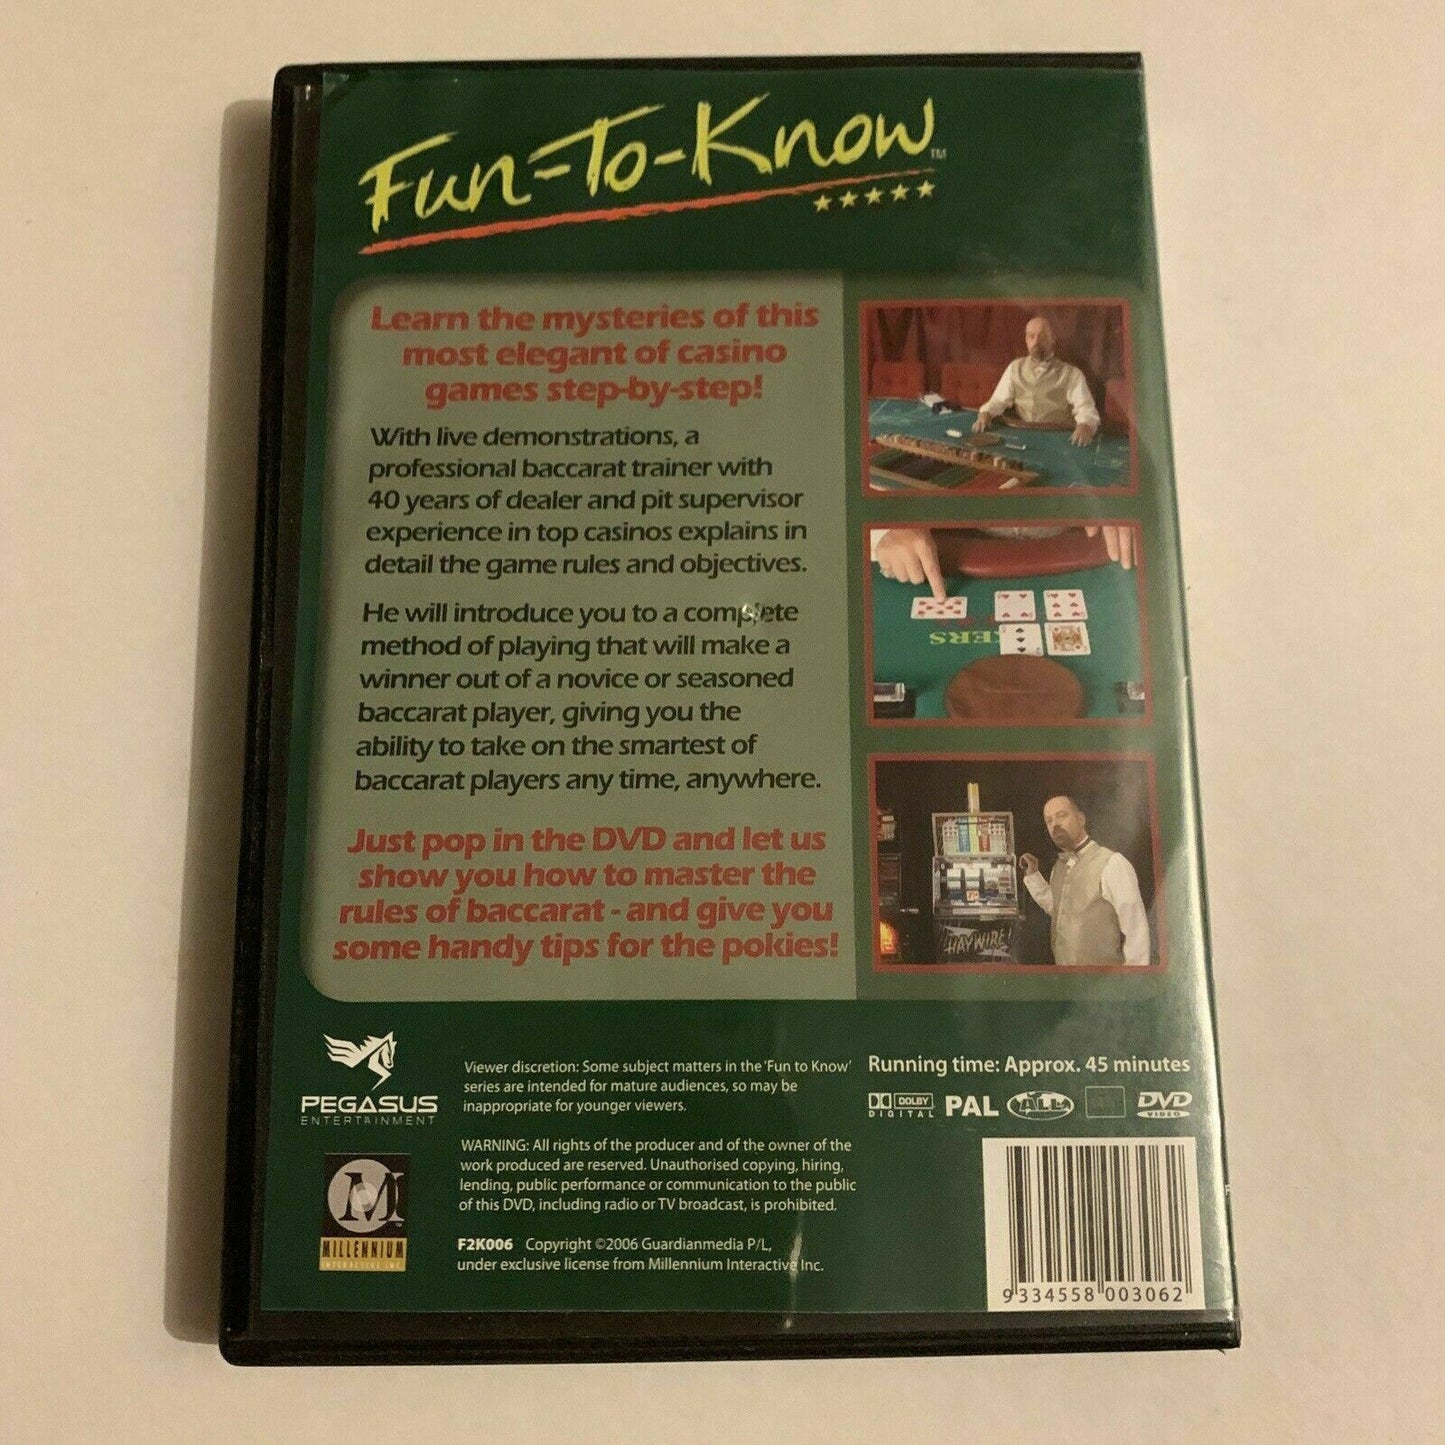 Fun-To-Know™
Learn the mysteries of this
most elegant of casino
games step-by-step!
With live demonstrations, a
professional baccarat trainer with
40 years of dealer and pit supervisor
experience in top casinos explains in
detail the game rules and objectives.
He will introduce you to a complete
method of playing that will make a
winner out of a novice or seasoned
baccarat player, giving you the
ability to take on the smartest of
baccarat players any time, anywhere.
Just pop in the DVD and let us
show you how to master the
rules of baccarat - and give you
some handy tips for the pokies!
HAYWIRE!
PEGASUS
ENTERTAINMENT
M
MILLENNIUM
INTERACTIVE INC.
Viewer discretion: Some subject matters in the 'Fun to Know'
series are intended for mature audiences, so may be
inappropriate for younger viewers.
WARNING: All rights of the producer and of the owner of the
work produced are reserved. Unauthorised copying, hiring,
lending, public performance or communication to the public
of this DVD, including radio or TV broadcast, is prohibited.
F2K006 Copyright ©2006 Guardianmedia P/L,
under exclusive license from Millennium Interactive Inc.
Running time: Approx. 45 minutes
DOLBY DIGITAL PAL ALL DVD VIDEO
9 334558 003062